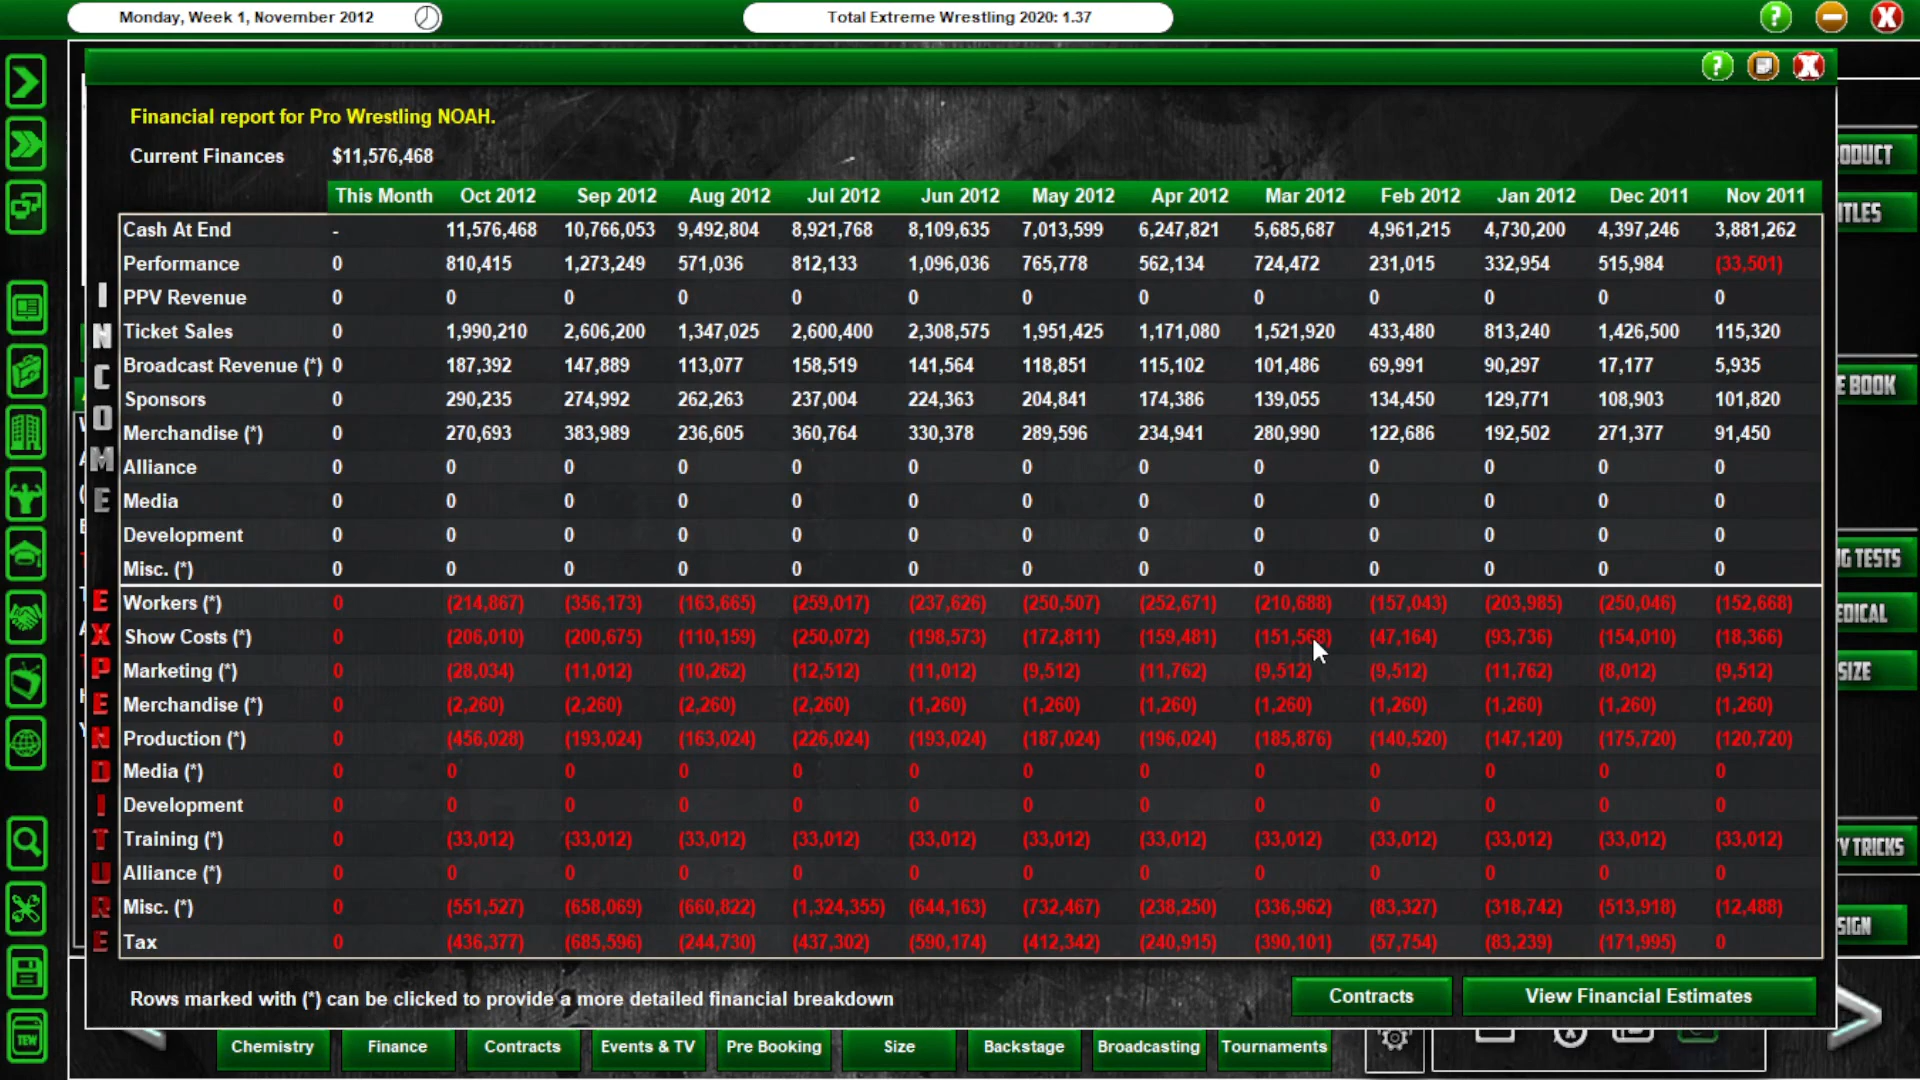 Monday, Week 1, November 2012
Total Extreme Wrestling 2020: 1.37
Financial report for Pro Wrestling NOAH.
Current Finances $11,576,468
This Month Oct 2012 Sep 2012 Aug 2012 Jul 2012 Jun 2012 May 2012 Apr 2012 Mar 2012 Feb 2012 Jan 2012 Dec 2011 Nov 2011
INCOME
Cash At End - 11,576,468 10,766,053 9,492,804 8,921,768 8,109,635 7,013,599 6,247,821 5,685,687 4,961,215 4,730,200 4,397,246 3,881,262
Performance 0 810,415 1,273,249 571,036 812,133 1,096,036 765,778 562,134 724,472 231,015 332,954 515,984 (33,501)
PPV Revenue 0 0 0 0 0 0 0 0 0 0 0 0 0
Ticket Sales 0 1,990,210 2,606,200 1,347,025 2,600,400 2,308,575 1,951,425 1,171,080 1,521,920 433,480 813,240 1,426,500 115,320
Broadcast Revenue (*) 0 187,392 147,889 113,077 158,519 141,564 118,851 115,102 101,486 69,991 90,297 17,177 5,935
Sponsors 0 290,235 274,992 262,263 237,004 224,363 204,841 174,386 139,055 134,450 129,771 108,903 101,820
Merchandise (*) 0 270,693 383,989 236,605 360,764 330,378 289,596 234,941 280,990 122,686 192,502 271,377 91,450
Alliance 0 0 0 0 0 0 0 0 0 0 0 0 0
Media 0 0 0 0 0 0 0 0 0 0 0 0 0
Development 0 0 0 0 0 0 0 0 0 0 0 0 0
Misc. (*) 0 0 0 0 0 0 0 0 0 0 0 0 0
EXPENDITURE
Workers (*) 0 (214,867) (356,173) (163,665) (259,017) (237,626) (250,507) (252,671) (210,688) (157,043) (203,985) (250,046) (152,668)
Show Costs (*) 0 (206,010) (200,675) (110,159) (250,072) (198,573) (172,811) (159,481) (151,568) (47,164) (93,736) (154,010) (18,366)
Marketing (*) 0 (28,034) (11,012) (10,262) (12,512) (11,012) (9,512) (11,762) (9,512) (9,512) (11,762) (8,012) (9,512)
Merchandise (*) 0 (2,260) (2,260) (2,260) (2,260) (1,260) (1,260) (1,260) (1,260) (1,260) (1,260) (1,260) (1,260)
Production (*) 0 (456,028) (193,024) (163,024) (226,024) (193,024) (187,024) (196,024) (185,876) (140,520) (147,120) (175,720) (120,720)
Media (*) 0 0 0 0 0 0 0 0 0 0 0 0 0
Development 0 0 0 0 0 0 0 0 0 0 0 0 0
Training (*) 0 (33,012) (33,012) (33,012) (33,012) (33,012) (33,012) (33,012) (33,012) (33,012) (33,012) (33,012) (33,012)
Alliance (*) 0 0 0 0 0 0 0 0 0 0 0 0 0
Misc. (*) 0 (551,527) (658,069) (660,822) (1,324,355) (644,163) (732,467) (238,250) (336,962) (83,327) (318,742) (513,918) (12,488)
Tax 0 (436,377) (685,596) (244,730) (437,302) (590,174) (412,342) (240,915) (390,101) (57,754) (83,239) (171,995) 0
Rows marked with (*) can be clicked to provide a more detailed financial breakdown
Contracts View Financial Estimates
Chemistry Finance Contracts Events & TV Pre Booking Size Backstage Broadcasting Tournaments
ODUCT
ITLES
E BOOK
G TESTS
EDICAL
SIZE
Y TRICKS
SIGN
TEW